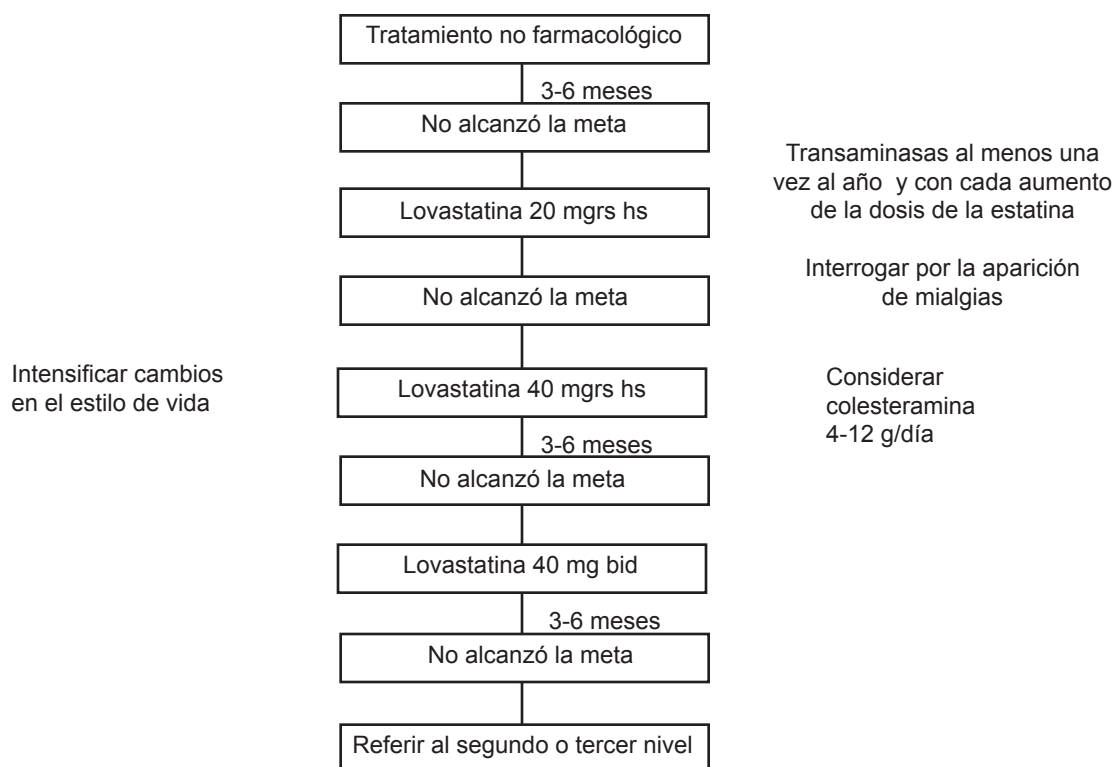 Tratamiento no farmacológico
3-6 meses
No alcanzó la meta
Transaminasas al menos una
vez al año y con cada aumento
de la dosis de la estatina
Lovastatina 20 mgrs hs
Interrogar por la aparición
de mialgias
No alcanzó la meta
Intensificar cambios
en el estilo de vida
Lovastatina 40 mgrs hs
Considerar
colesteramina
4-12 g/día
3-6 meses
No alcanzó la meta
Lovastatina 40 mg bid
3-6 meses
No alcanzó la meta
Referir al segundo o tercer nivel